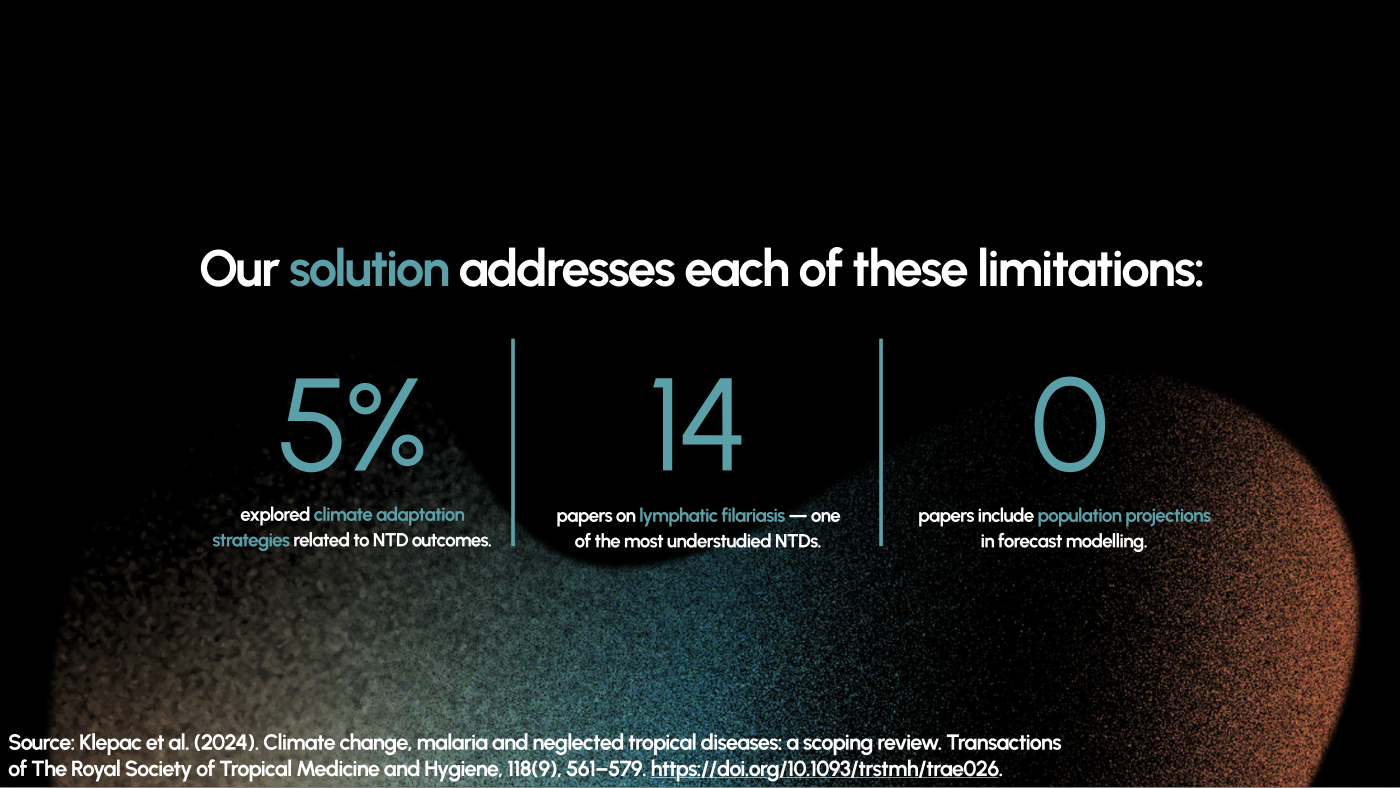 Our solution addresses each of these limitations:
5%
explored climate adaptation
strategies related to NTD outcomes.
14
papers on lymphatic filariasis — one
of the most understudied NTDs.
0
papers include population projections
in forecast modelling.
Source: Klepac et al. (2024). Climate change, malaria and neglected tropical diseases: a scoping review. Transactions
of The Royal Society of Tropical Medicine and Hygiene, 118(9), 561–579. https://doi.org/10.1093/trstmh/trae026.